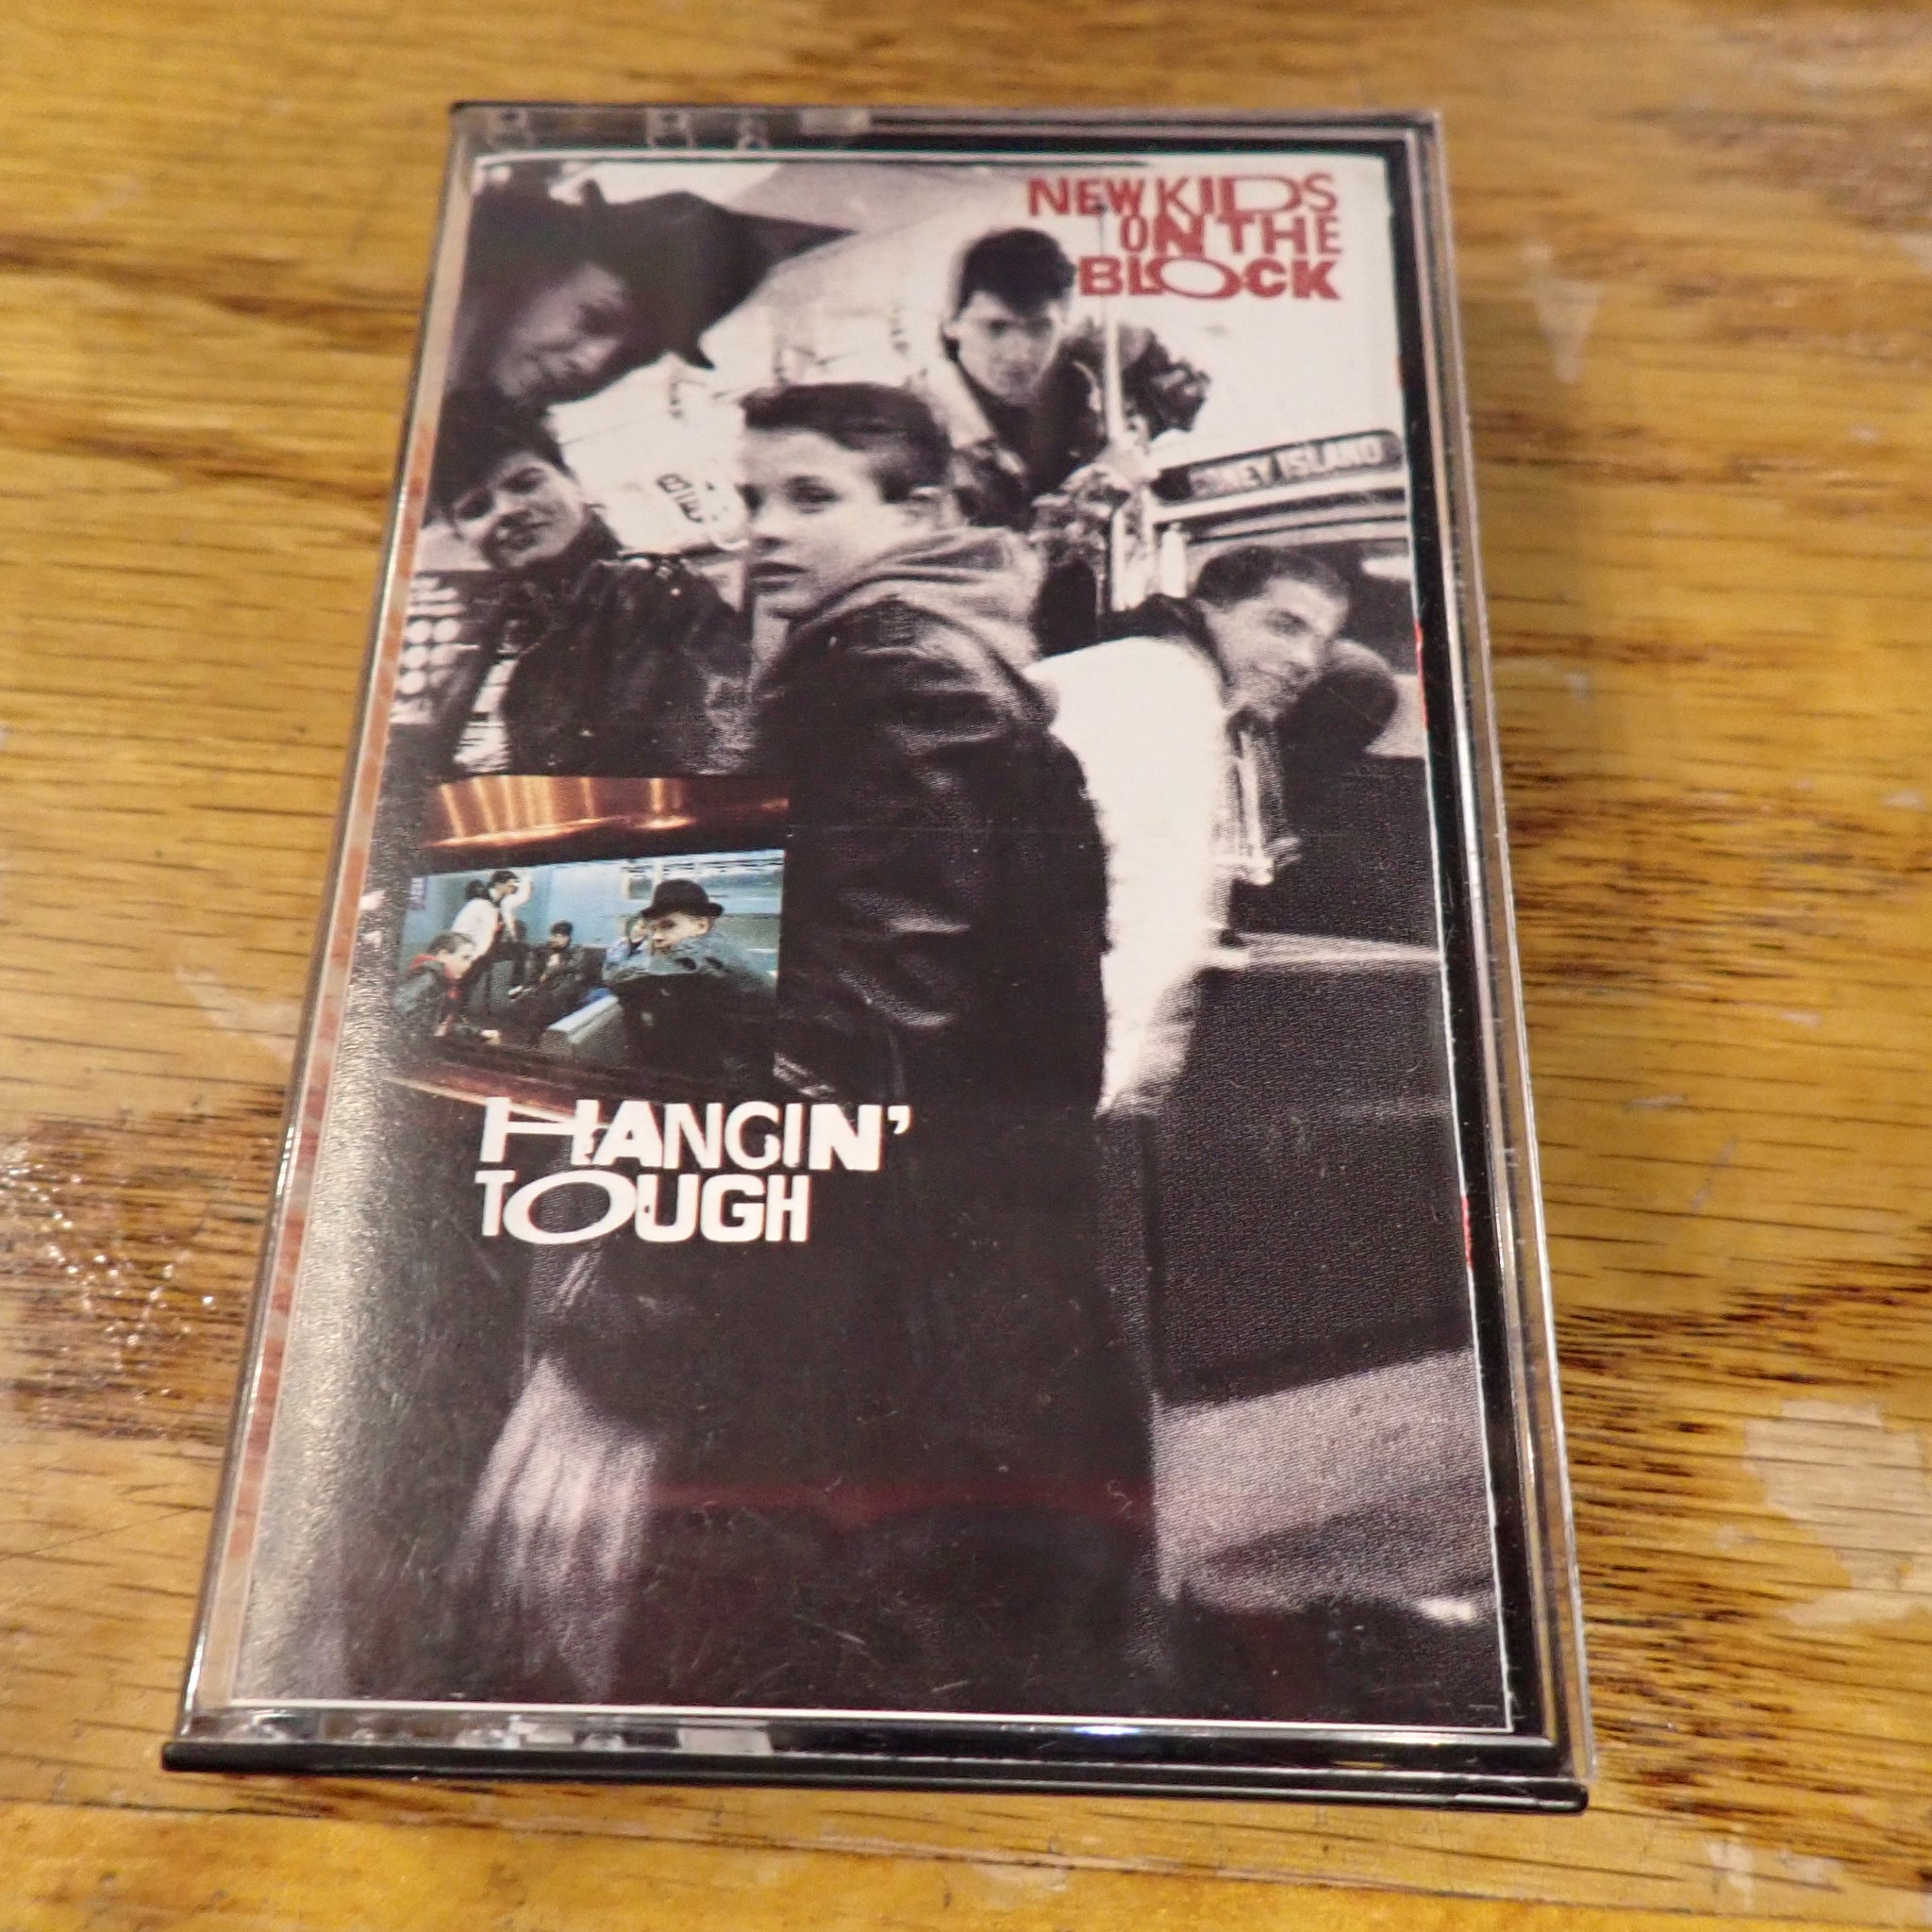 NEW KIDS
ON THE
BLOCK
CONEY ISLAND
HANGIN'
TOUGH